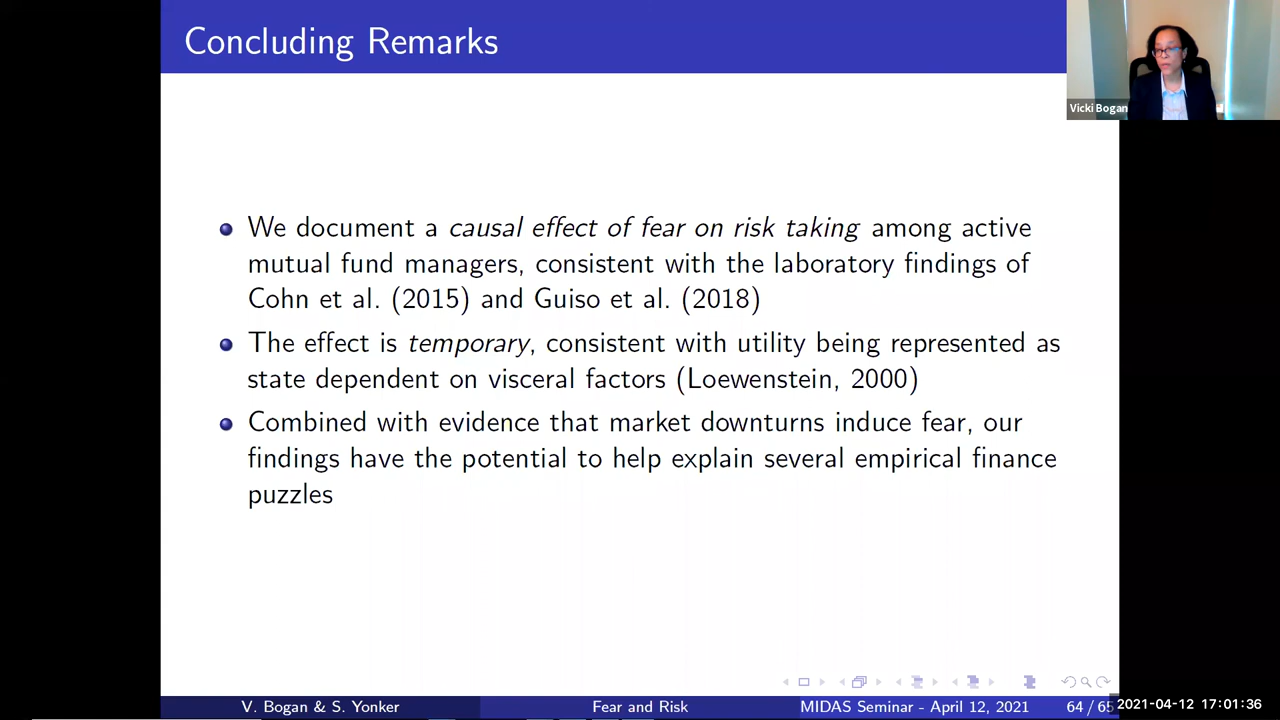 Concluding Remarks
Vicki Bogan
We document a causal effect of fear on risk taking among active
mutual fund managers, consistent with the laboratory findings of
Cohn et al. (2015) and Guiso et al. (2018)
The effect is temporary, consistent with utility being represented as
state dependent on visceral factors (Loewenstein, 2000)
Combined with evidence that market downturns induce fear, our
findings have the potential to help explain several empirical finance
puzzles
V. Bogan & S. Yonker
Fear and Risk
MIDAS Seminar - April 12, 2021
64 / 65
2021-04-12 17:01:36